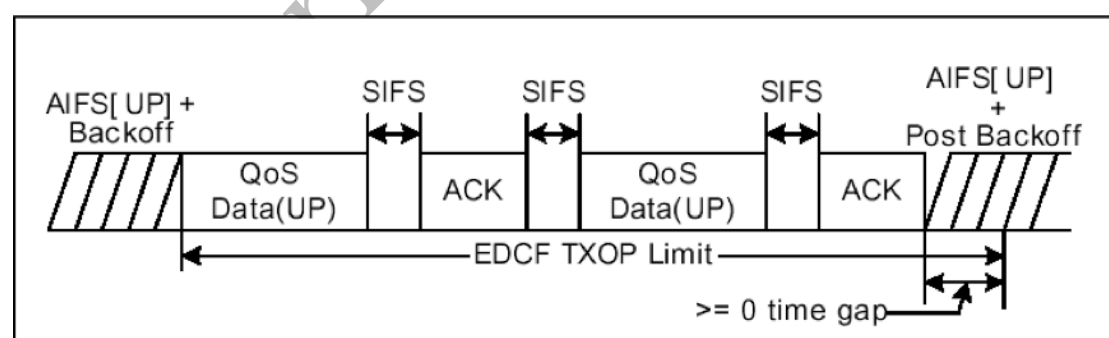 AIFS[ UP] +
Backoff
SIFS
SIFS
SIFS
AIFS[ UP]
+
Post Backoff
QoS
Data(UP)
ACK
QoS
Data(UP)
ACK
EDCF TXOP Limit
>= 0 time gap